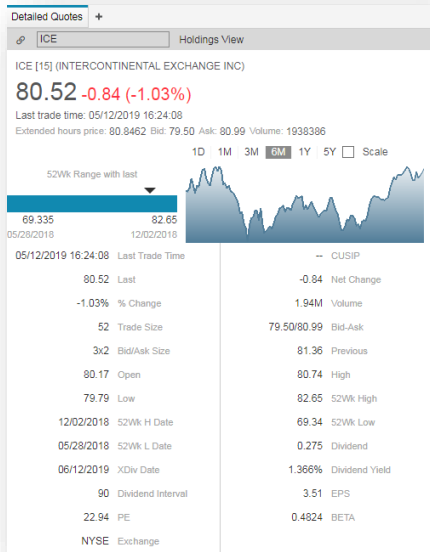 Detailed Quotes +
ICE Holdings View
ICE [15] (INTERCONTINENTAL EXCHANGE INC)
80.52 -0.84 (-1.03%)
Last trade time: 05/12/2019 16:24:08
Extended hours price: 80.8462 Bid: 79.50 Ask: 80.99 Volume: 1938386
1D 1M 3M 6M 1Y 5Y Scale
52Wk Range with last
69.335 82.65
05/28/2018 12/02/2018
05/12/2019 16:24:08 Last Trade Time -- CUSIP
80.52 Last -0.84 Net Change
-1.03% % Change 1.94M Volume
52 Trade Size 79.50/80.99 Bid-Ask
3x2 Bid/Ask Size 81.36 Previous
80.17 Open 80.74 High
79.79 Low 82.65 52Wk High
12/02/2018 52Wk H Date 69.34 52Wk Low
05/28/2018 52Wk L Date 0.275 Dividend
06/12/2019 XDiv Date 1.366% Dividend Yield
90 Dividend Interval 3.51 EPS
22.94 PE 0.4824 BETA
NYSE Exchange